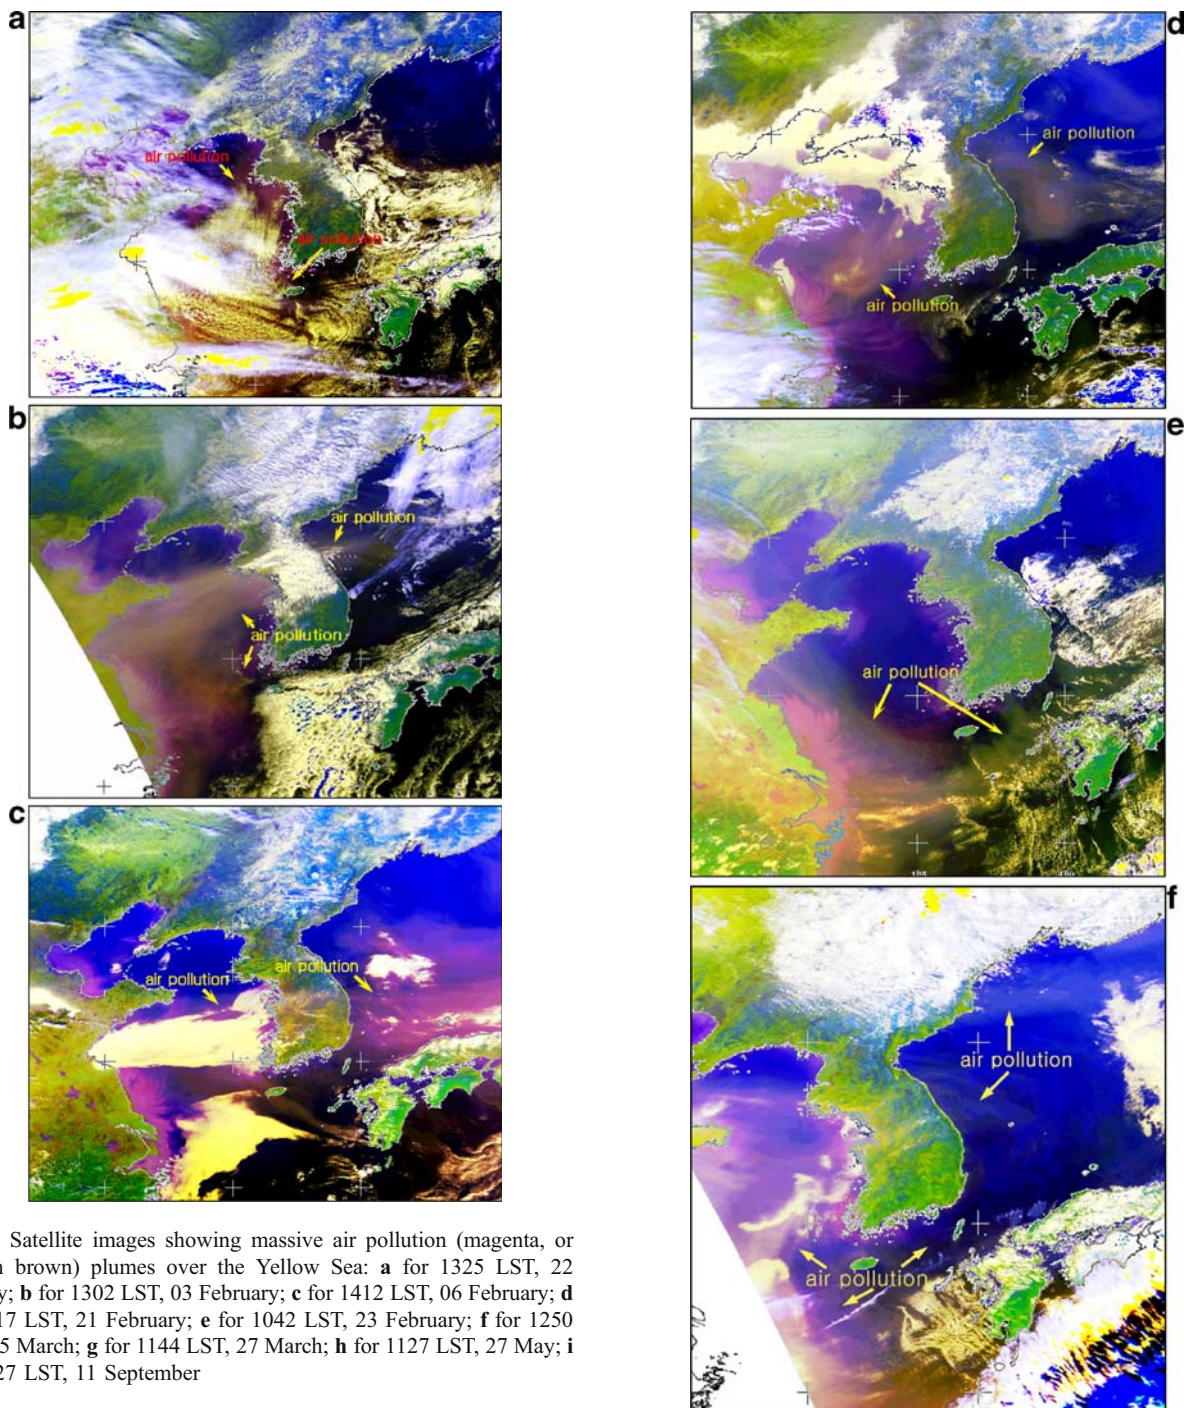 a
air pollution
air pollution
b
air pollution
air pollution
c
air pollution
air pollution
Satellite images showing massive air pollution (magenta, or
brown) plumes over the Yellow Sea: a for 1325 LST, 22
b for 1302 LST, 03 February; c for 1412 LST, 06 February; d
17 LST, 21 February; e for 1042 LST, 23 February; f for 1250
5 March; g for 1144 LST, 27 March; h for 1127 LST, 27 May; i
27 LST, 11 September
d
air pollution
air pollution
e
air pollution
f
air pollution
air pollution